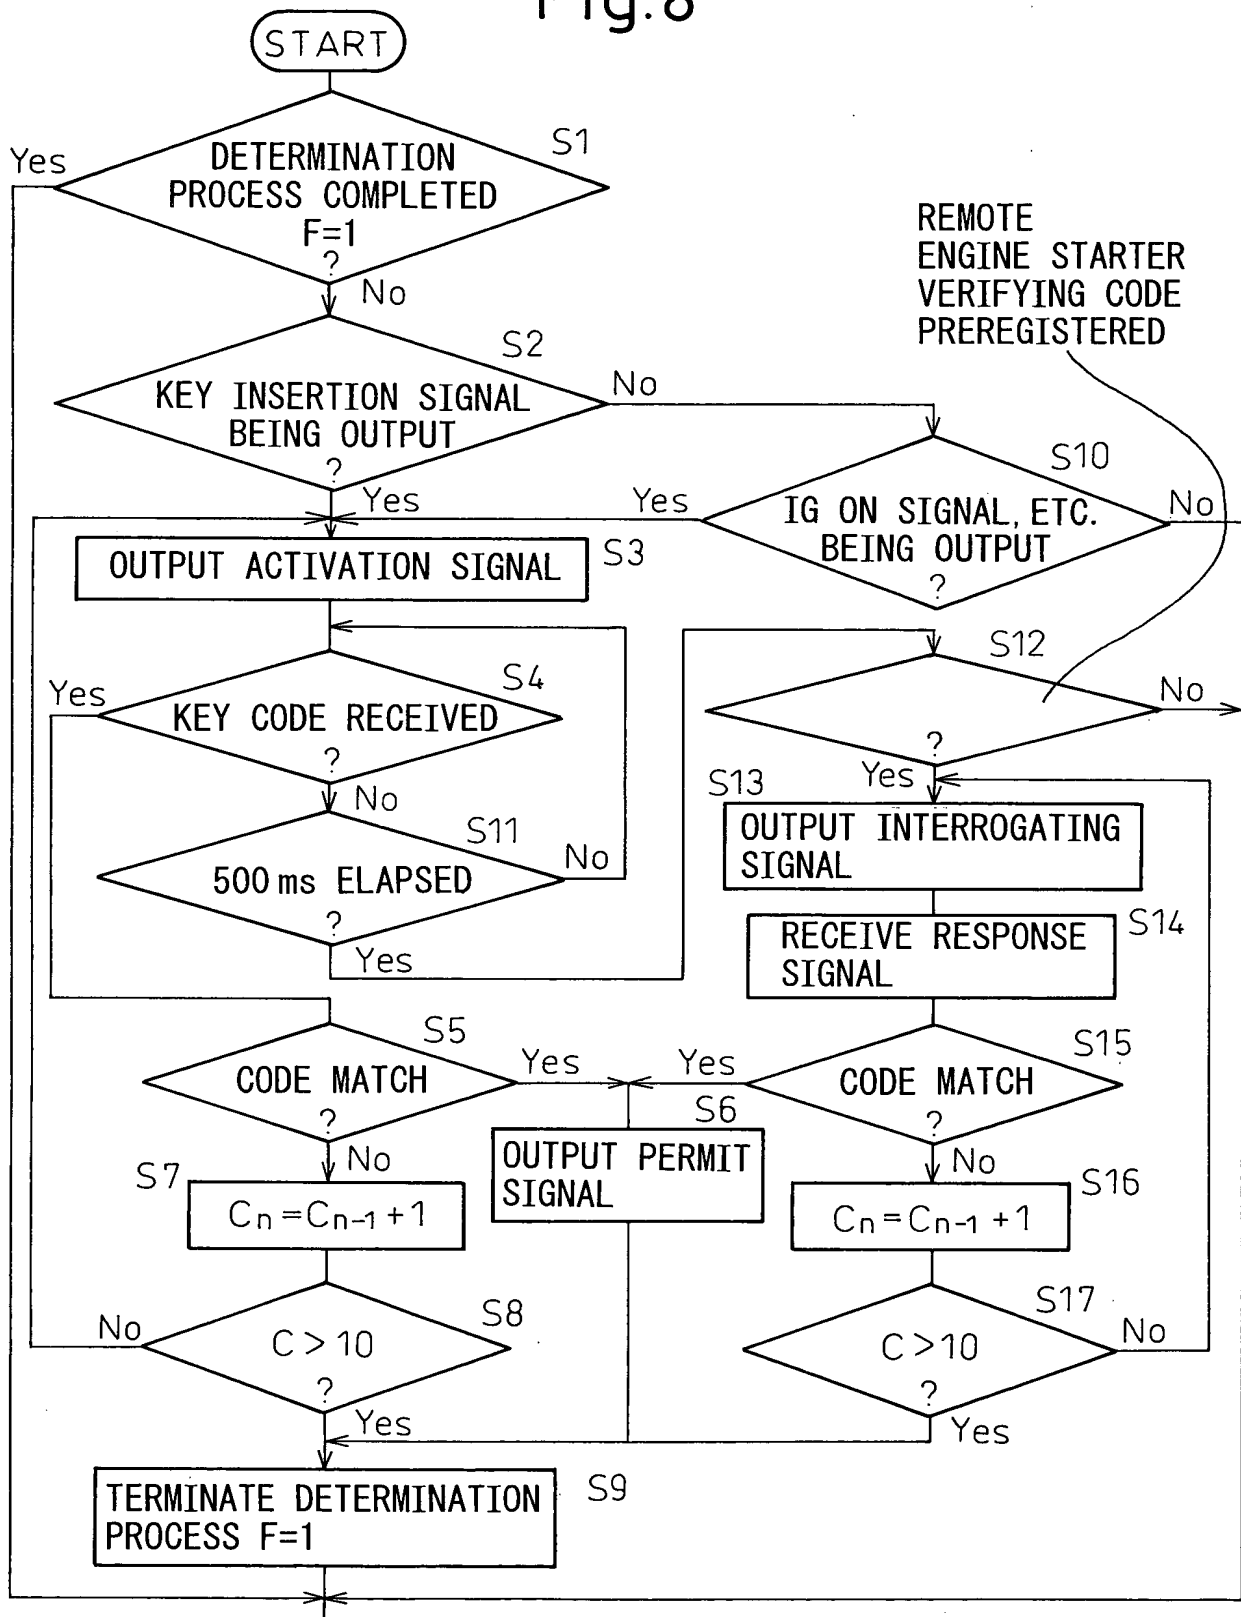 Fig.8
START
S1
Yes
DETERMINATION
PROCESS COMPLETED
F=1
?
No
REMOTE
ENGINE STARTER
VERIFYING CODE
PREREGISTERED
S2
KEY INSERTION SIGNAL
BEING OUTPUT
?
No
Yes
S10
Yes
IG ON SIGNAL, ETC.
BEING OUTPUT
?
No
OUTPUT ACTIVATION SIGNAL
S3
S12
?
No
Yes
S4
Yes
KEY CODE RECEIVED
?
No
S11
500 ms ELAPSED
?
No
Yes
S13
OUTPUT INTERROGATING
SIGNAL
S14
RECEIVE RESPONSE
SIGNAL
S5
CODE MATCH
?
Yes
No
S15
Yes
CODE MATCH
?
No
S6
OUTPUT PERMIT
SIGNAL
S7
Cn=Cn-1+1
S16
Cn=Cn-1+1
S8
No
C>10
?
Yes
S17
C>10
?
No
Yes
TERMINATE DETERMINATION
PROCESS F=1
S9